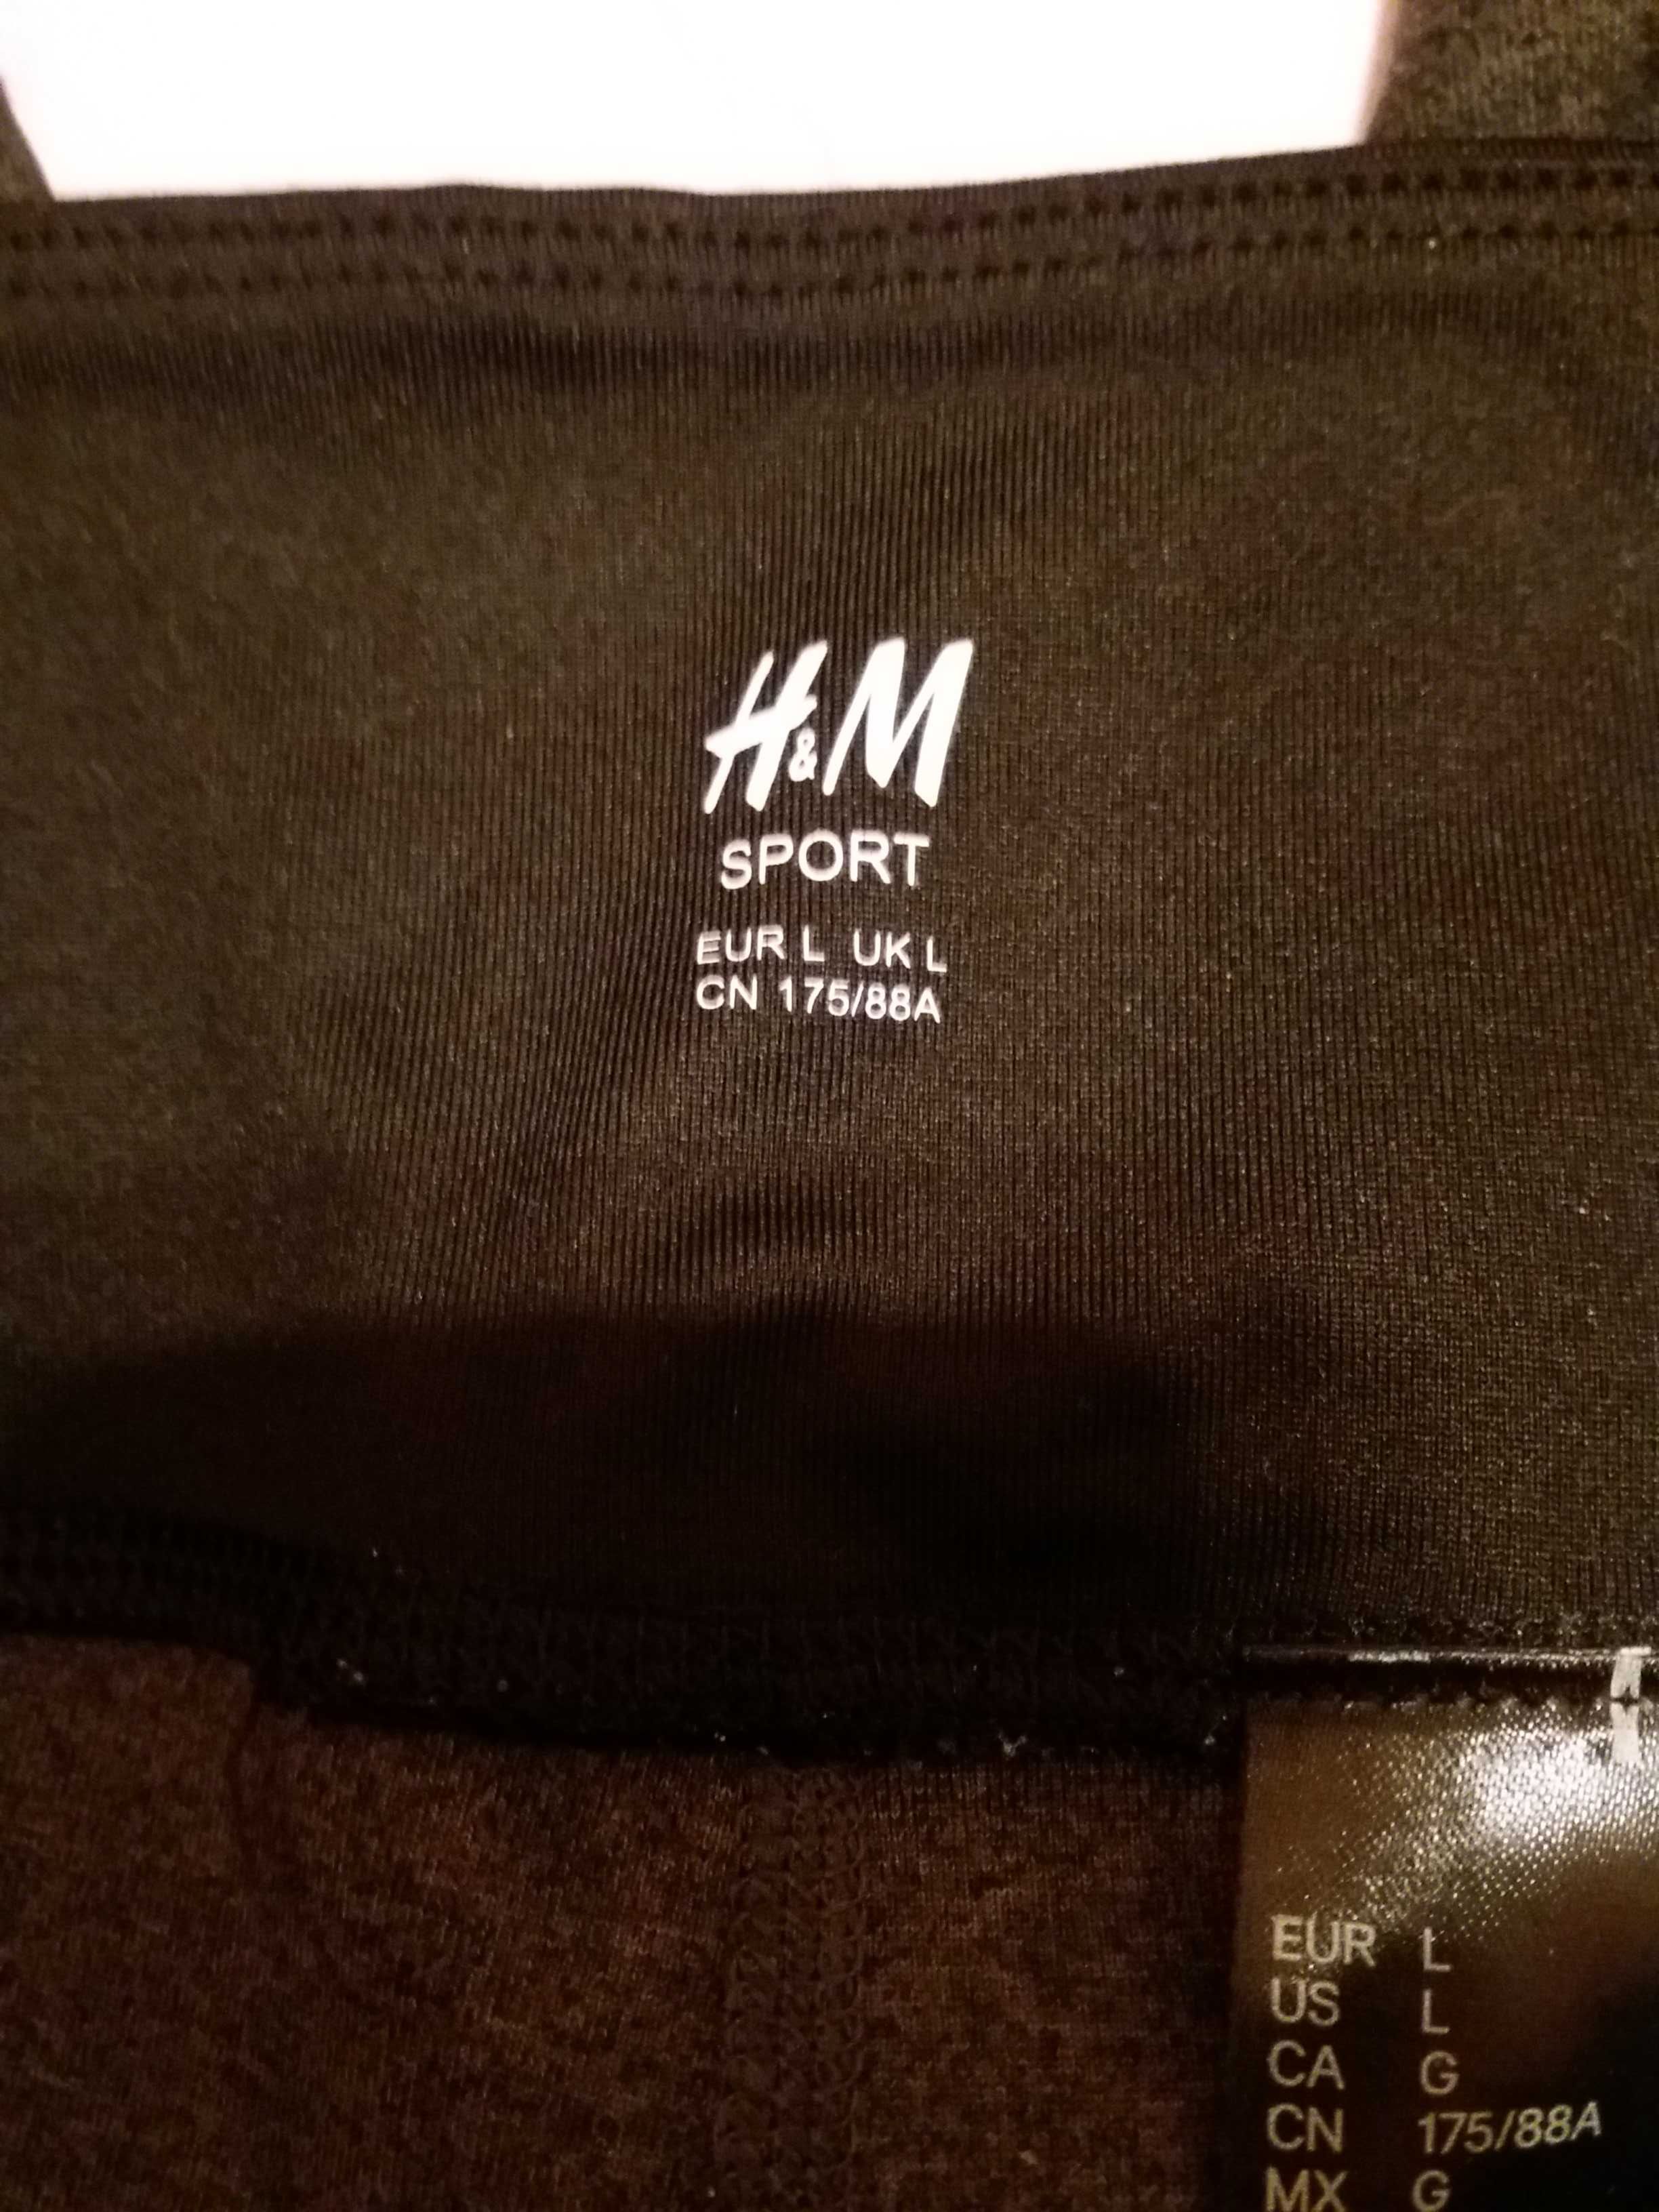 H&M
SPORT
EUR L UK L
CN 175/88A
EUR L
US L
CA G
CN 175/88A
MX G